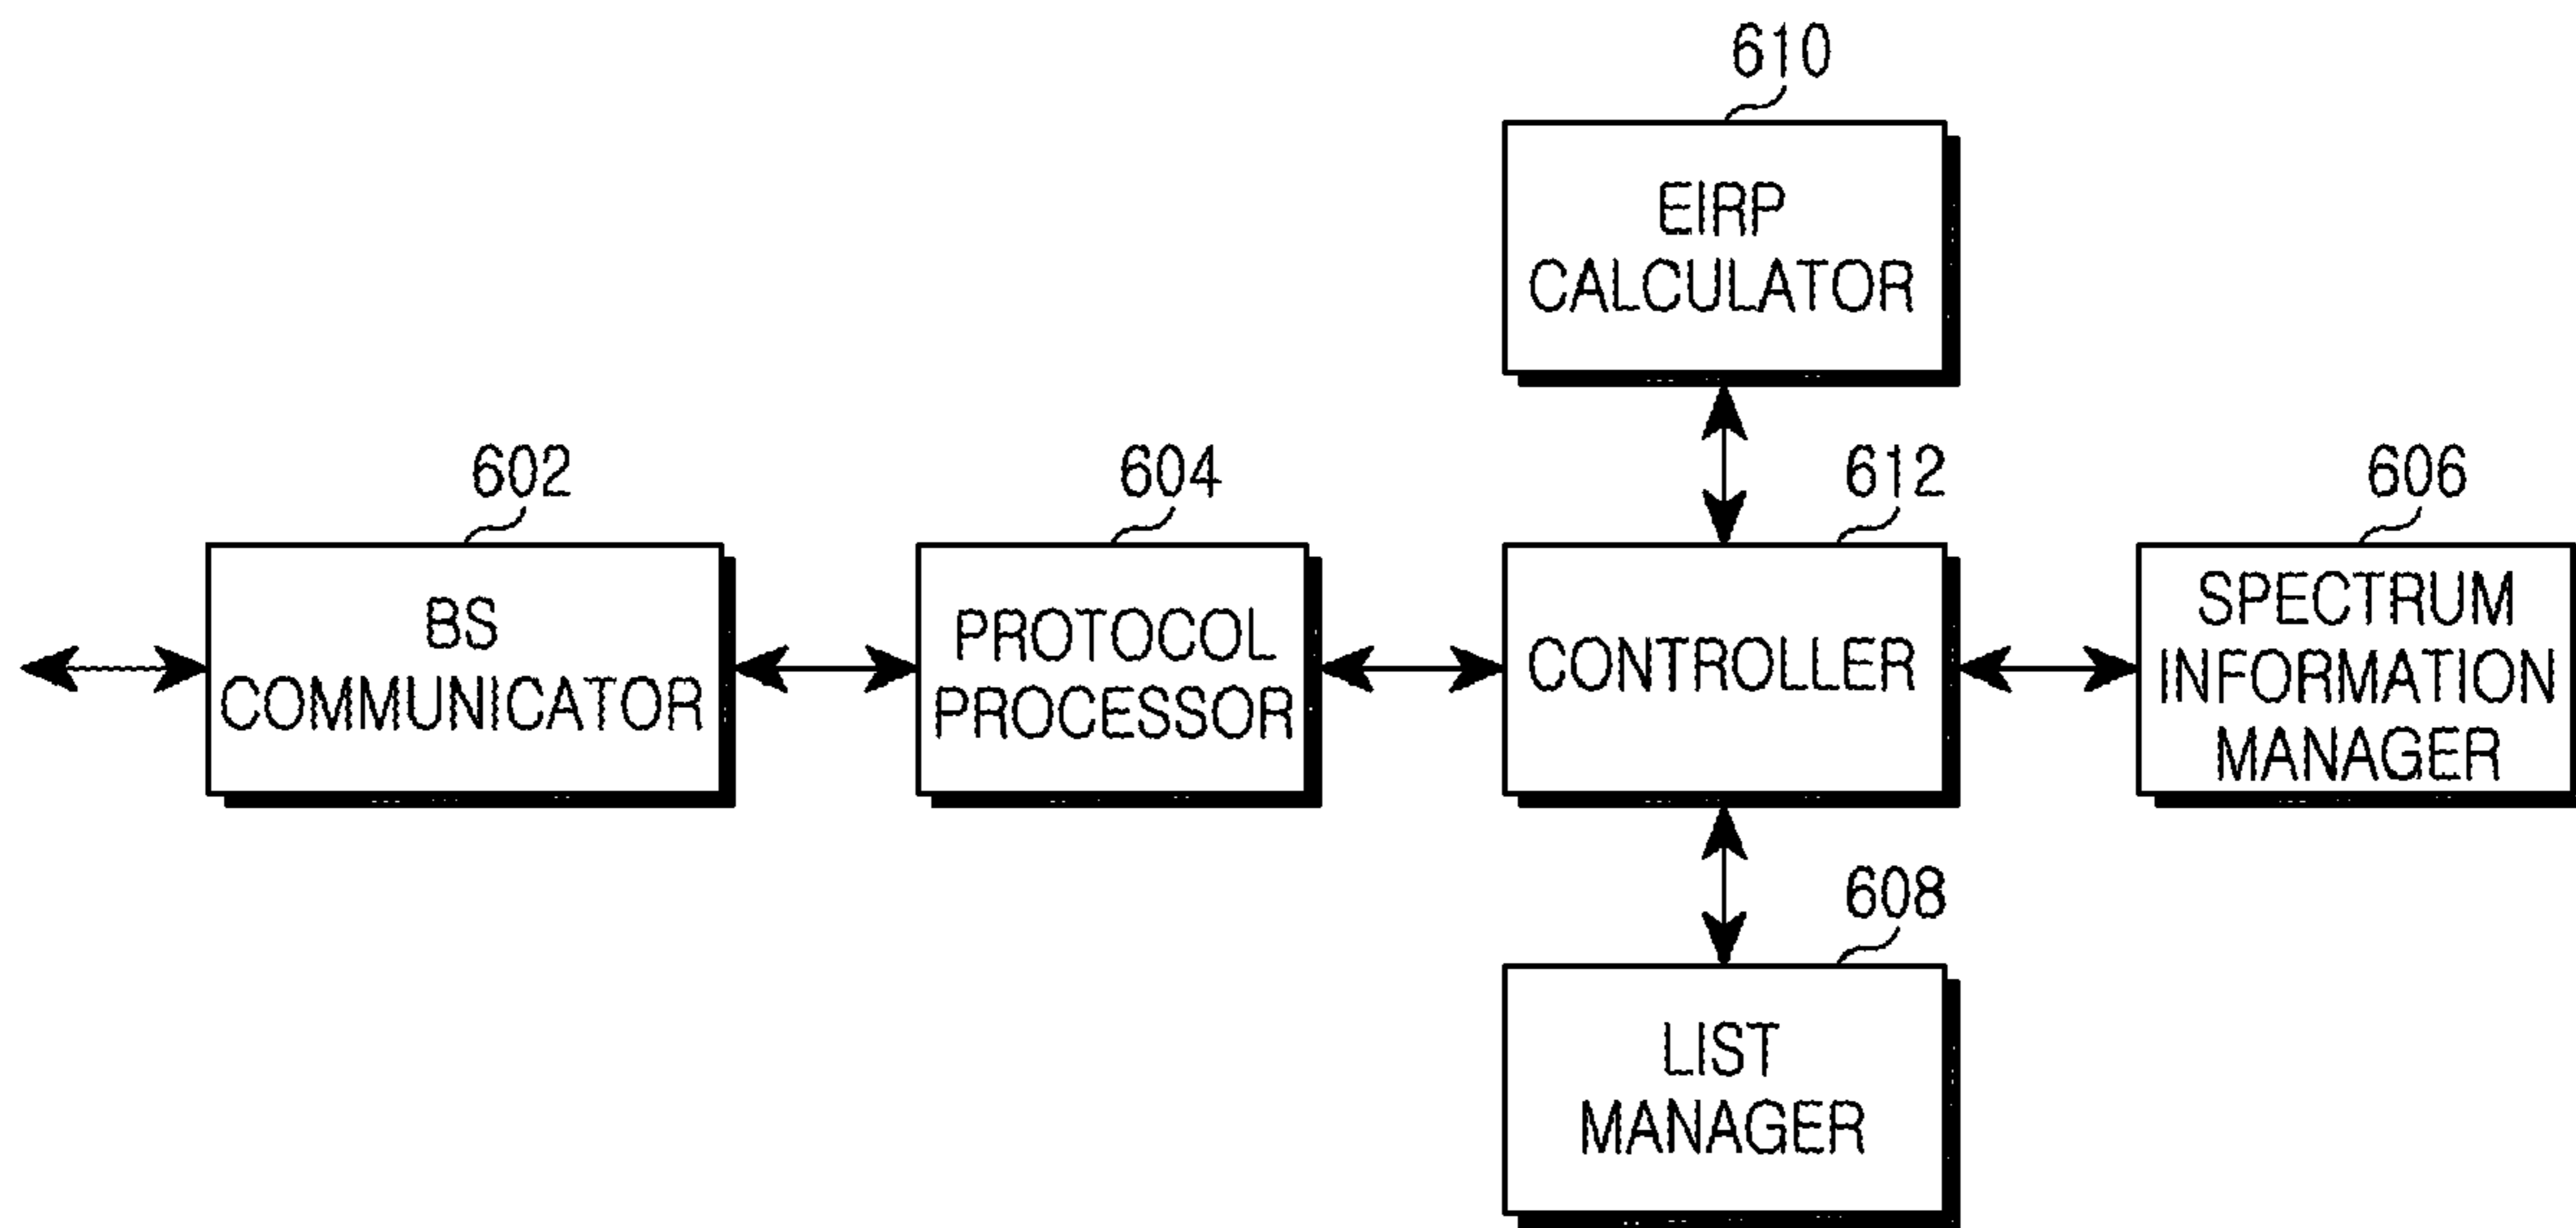 610
EIRP
CALCULATOR
602
604
612
606
BS
COMMUNICATOR
PROTOCOL
PROCESSOR
CONTROLLER
SPECTRUM
INFORMATION
MANAGER
608
LIST
MANAGER